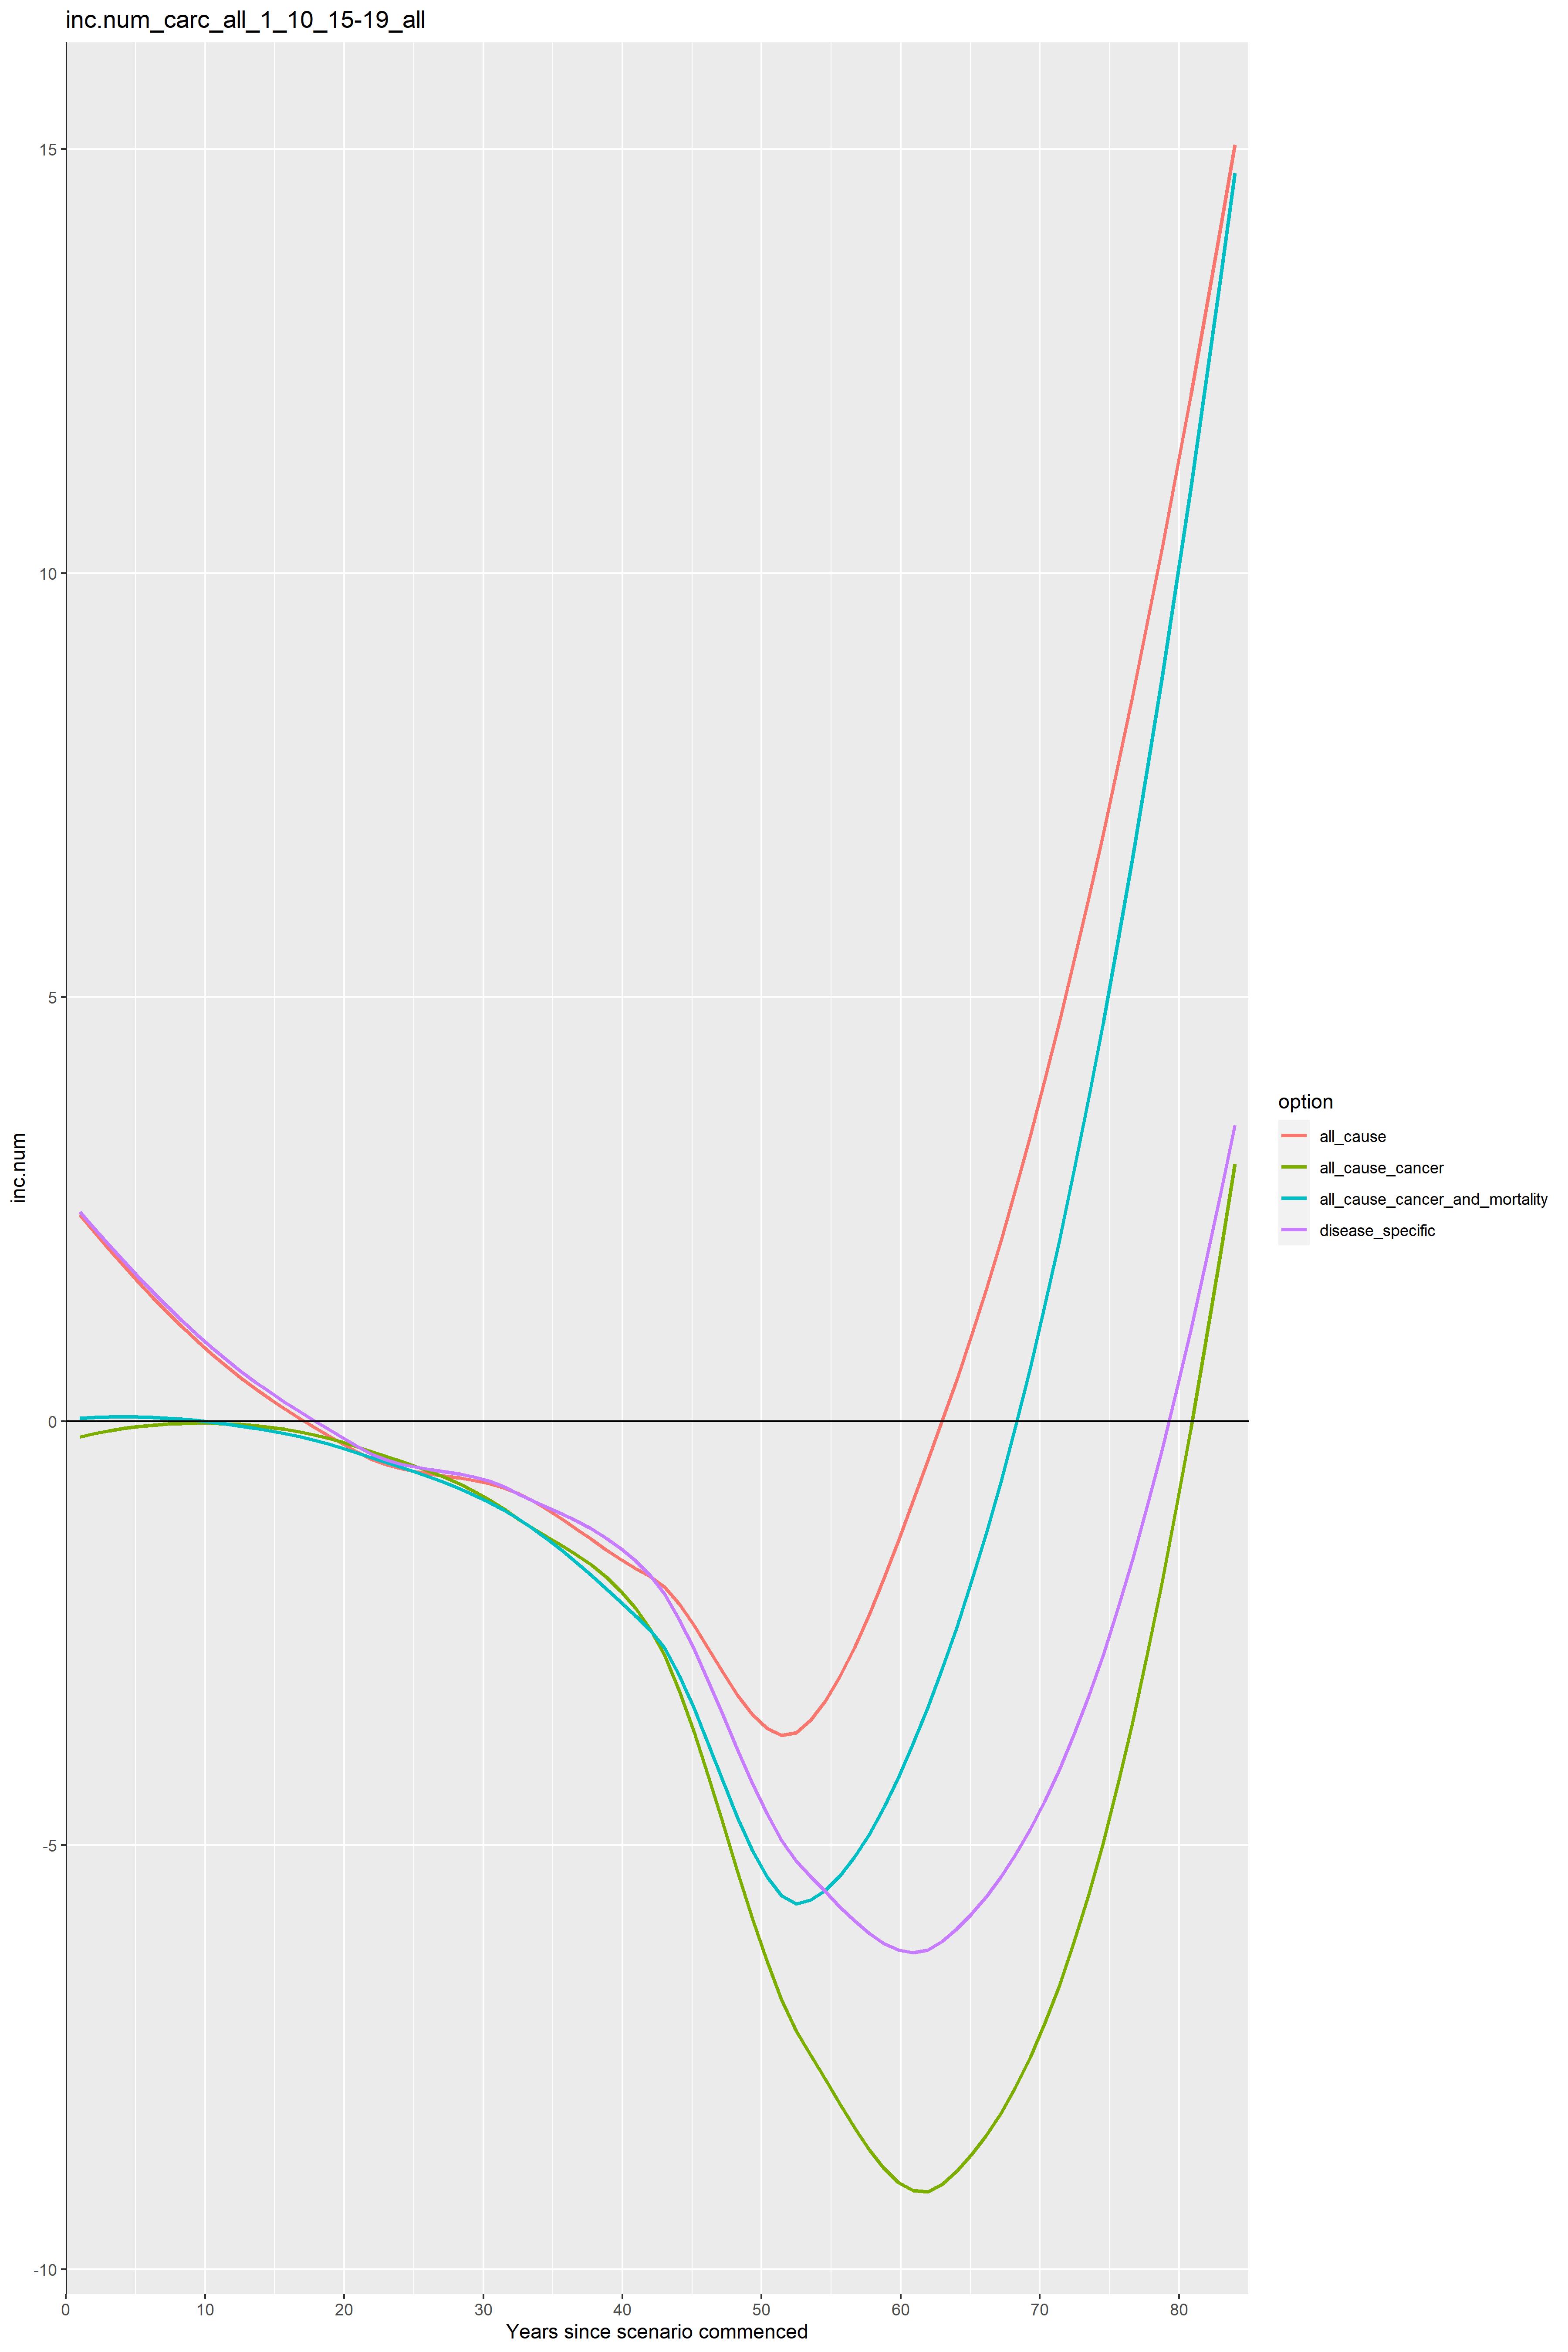 inc.num_carc_all_1_10_15-19_all
15
10
5
0
-5
-10
inc.num
0 10 20 30 40 50 60 70 80
Years since scenario commenced
option
all_cause
all_cause_cancer
all_cause_cancer_and_mortality
disease_specific